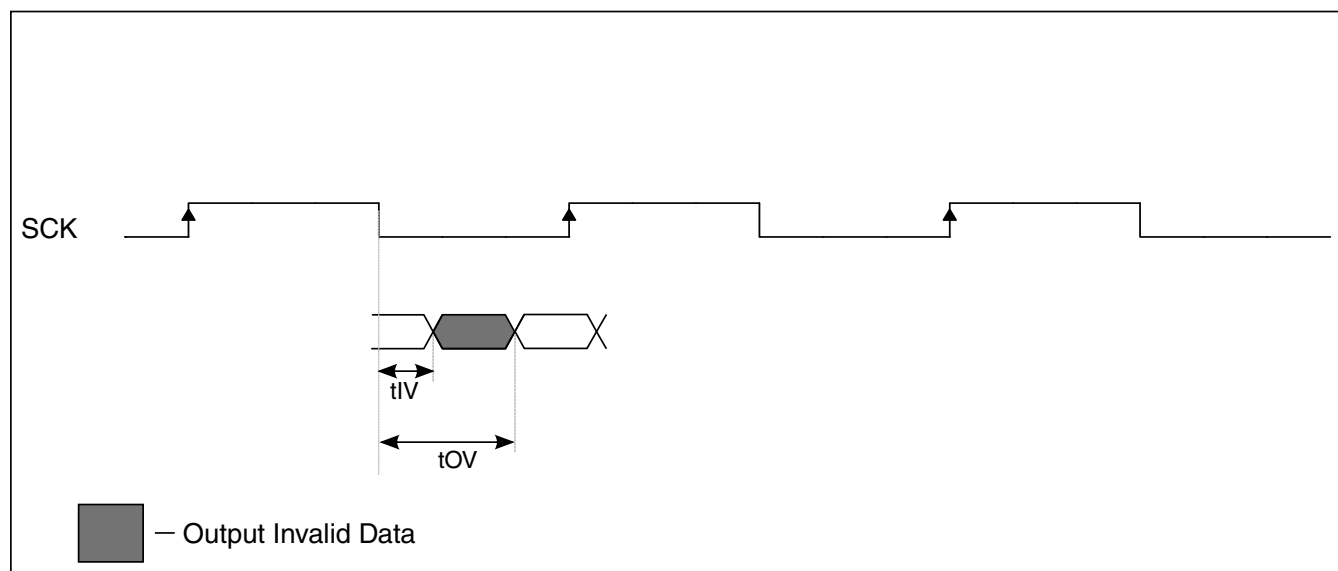 SCK
tIV
tOV
– Output Invalid Data